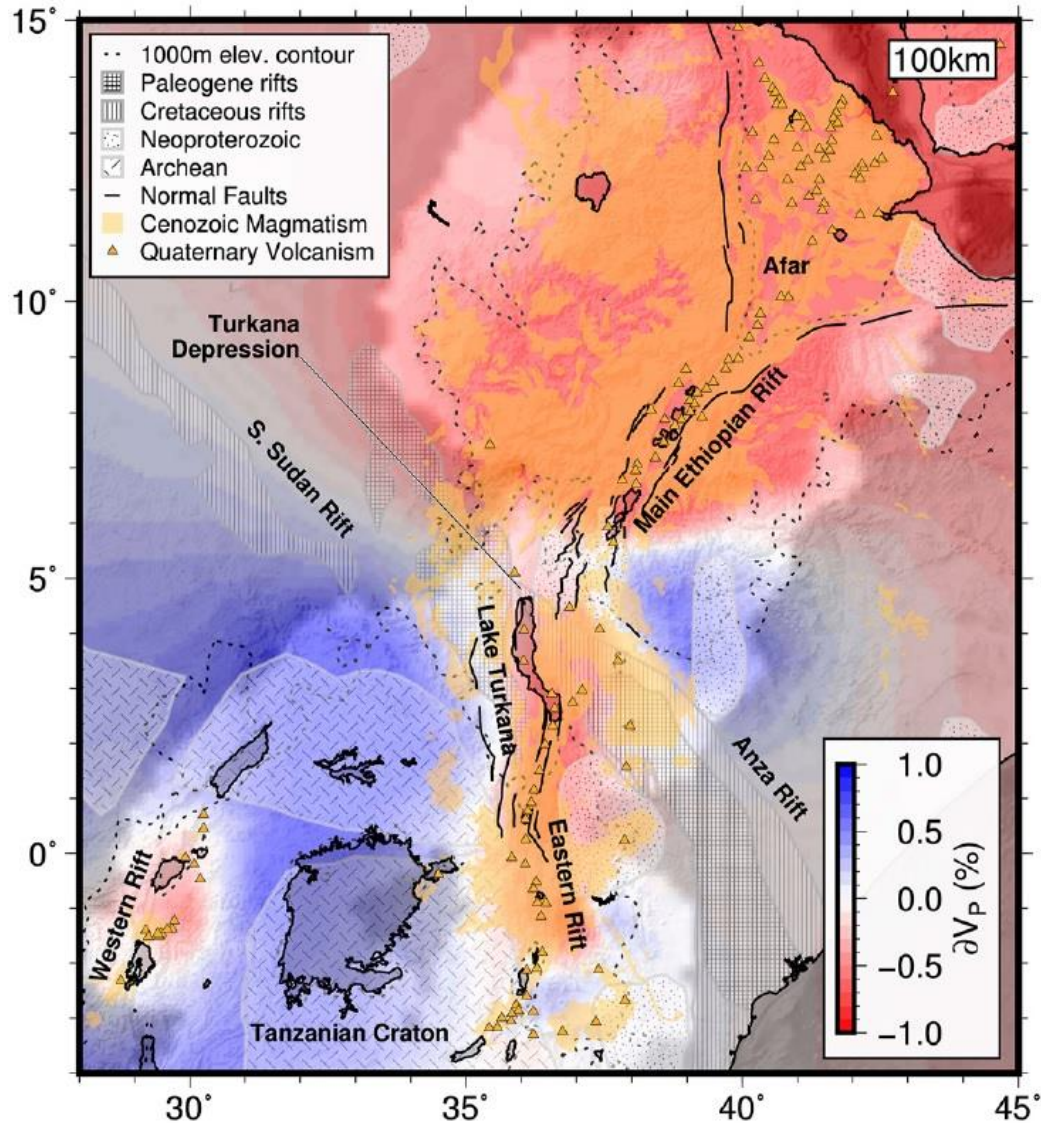 15°
10°
5°
0°
30°
35°
40°
45°
1000m elev. contour
Paleogene rifts
Cretaceous rifts
Neoproterozoic
Archean
Normal Faults
Cenozoic Magmatism
Quaternary Volcanism
100km
Turkana
Depression
Afar
S. Sudan Rift
Main Ethiopian Rift
Lake Turkana
Anza Rift
Eastern Rift
Western Rift
Tanzanian Craton
1.0
0.5
0.0
−0.5
−1.0
∂VP (%)